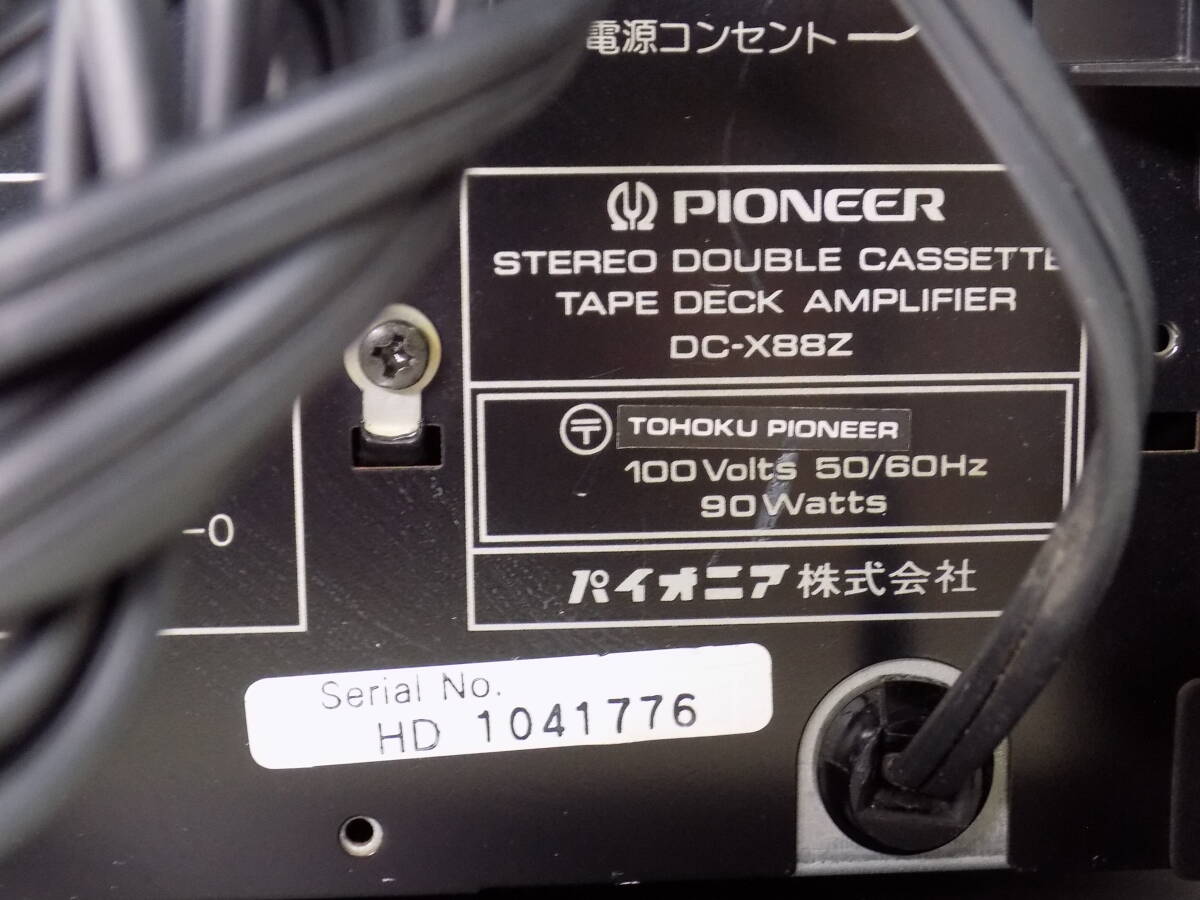 電源コンセント
PIONEER
STEREO DOUBLE CASSETTE
TAPE DECK AMPLIFIER
DC-X88Z
〒 TOHOKU PIONEER
100 Volts 50/60Hz
90 Watts
パイオニア株式会社
-0
Serial No.
HD 1041776